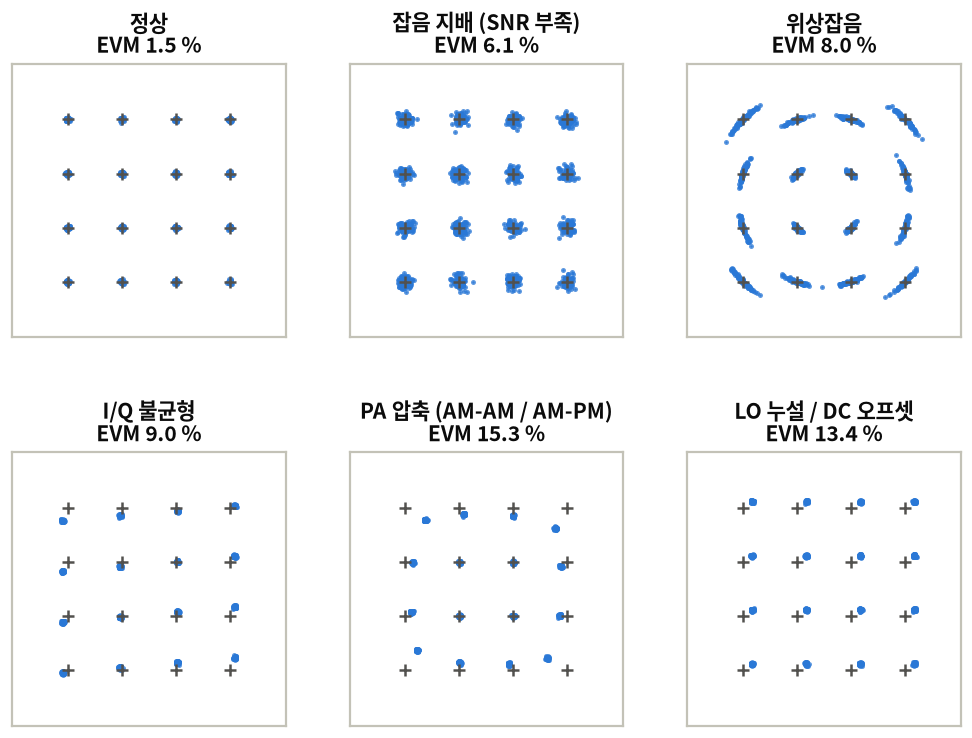 정상
EVM 1.5 %
잡음 지배 (SNR 부족)
EVM 6.1 %
위상잡음
EVM 8.0 %
I/Q 불균형
EVM 9.0 %
PA 압축 (AM-AM / AM-PM)
EVM 15.3 %
LO 누설 / DC 오프셋
EVM 13.4 %